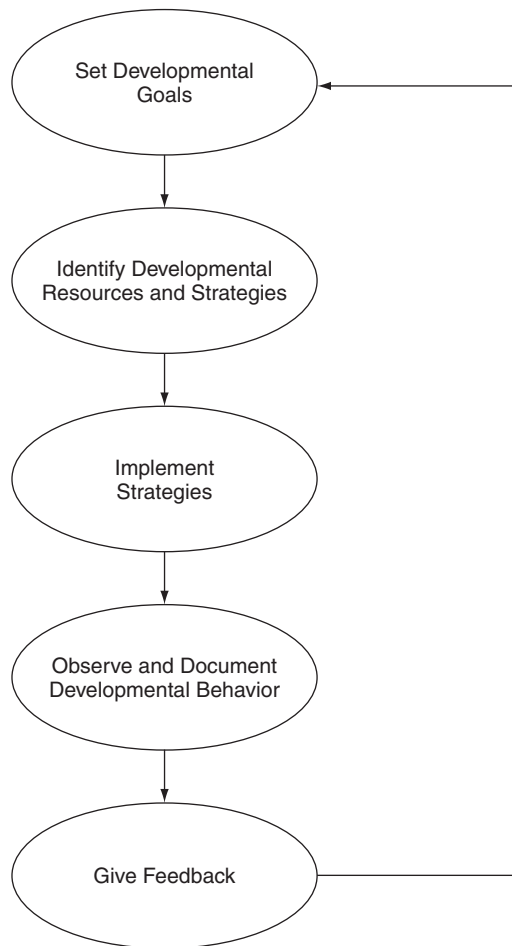 Set Developmental
Goals
Identify Developmental
Resources and Strategies
Implement
Strategies
Observe and Document
Developmental Behavior
Give Feedback